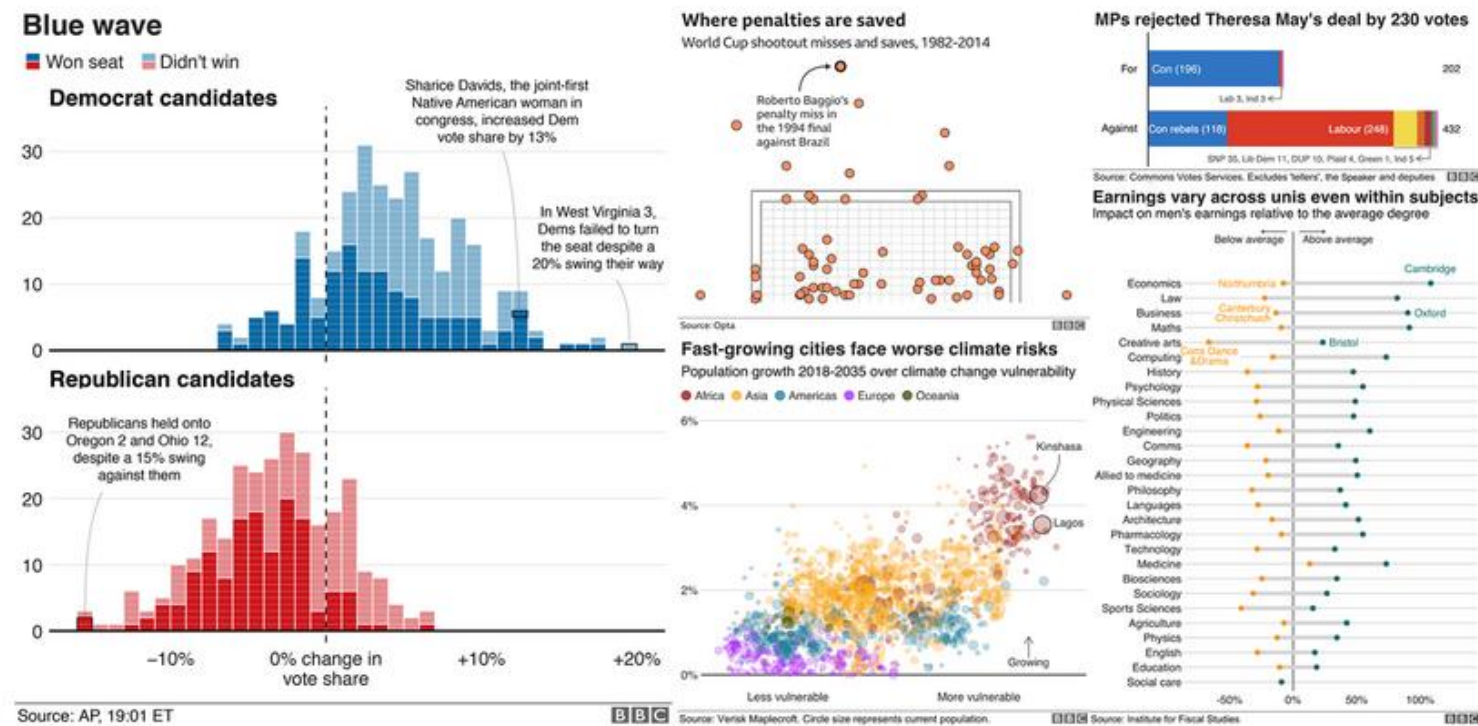 Blue wave
Won seat Didn't win
Democrat candidates
Sharice Davids, the joint-first
Native American woman in
congress, increased Dem
vote share by 13%
In West Virginia 3,
Dems failed to turn
the seat despite a
20% swing their way
30
20
10
0
Republican candidates
Republicans held onto
Oregon 2 and Ohio 12,
despite a 15% swing
against them
30
20
10
0
−10% 0% change in vote share +10% +20%
Source: AP, 19:01 ET
BBC
Where penalties are saved
World Cup shootout misses and saves, 1982-2014
Roberto Baggio's
penalty miss in
the 1994 final
against Brazil
Source: Opta
BBC
Fast-growing cities face worse climate risks
Population growth 2018-2035 over climate change vulnerability
Africa Asia Americas Europe Oceania
6%
Kinshasa
4%
Lagos
2%
Growing
0%
Less vulnerable More vulnerable
Source: Verisk Maplecroft. Circle size represents current population.
BBC
MPs rejected Theresa May's deal by 230 votes
For Con (196) 202
Lab 3, Ind 3
Against Con rebels (118) Labour (248) 432
SNP 35, Lib Dem 11, DUP 10, Plaid 4, Green 1, Ind 5
Source: Commons Votes Services. Excludes 'tellers', the Speaker and deputies
BBC
Earnings vary across unis even within subjects
Impact on men's earnings relative to the average degree
Below average Above average
Cambridge
Economics Northumbria
Law
Business Canterbury Christchurch Oxford
Maths
Creative arts Bristol
Cons Dance
&Drama
Computing
History
Psychology
Physical Sciences
Politics
Engineering
Comms
Geography
Allied to medicine
Philosophy
Languages
Architecture
Pharmacology
Technology
Medicine
Biosciences
Sociology
Sports Sciences
Agriculture
Physics
English
Education
Social care
-50% 0% 50% 100%
Source: Institute for Fiscal Studies
BBC